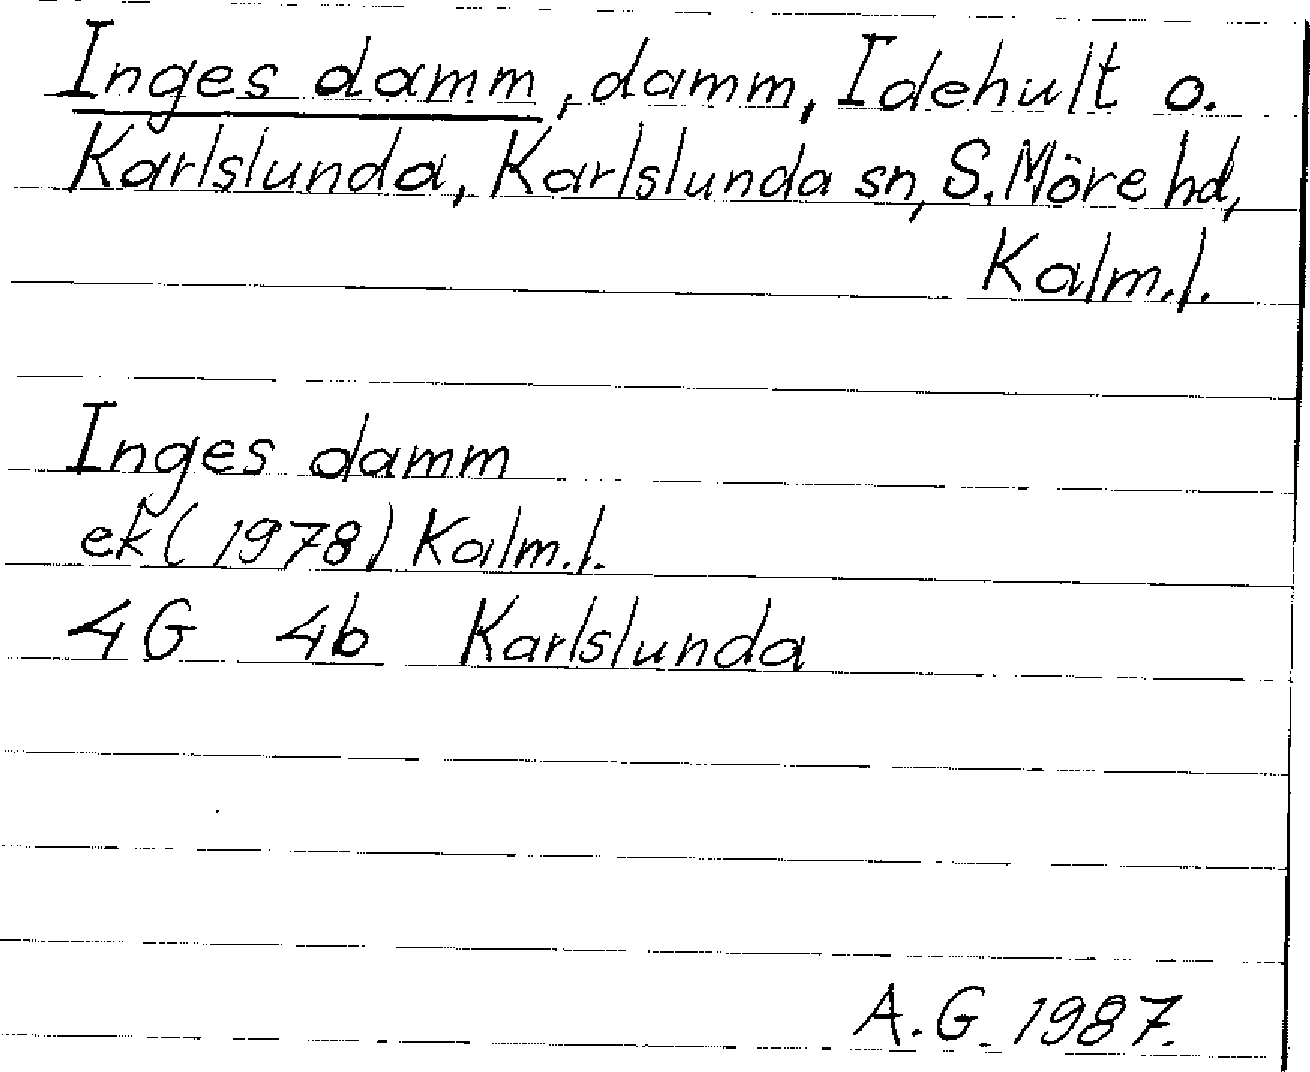 Inges damm, damm, Idehult o.
Karlslunda, Karlslunda sn, S. Möre hd,
Kalm. l.
Inges damm
ek (1978) Kalm. l.
4G 4b Karlslunda
A.G. 1987.